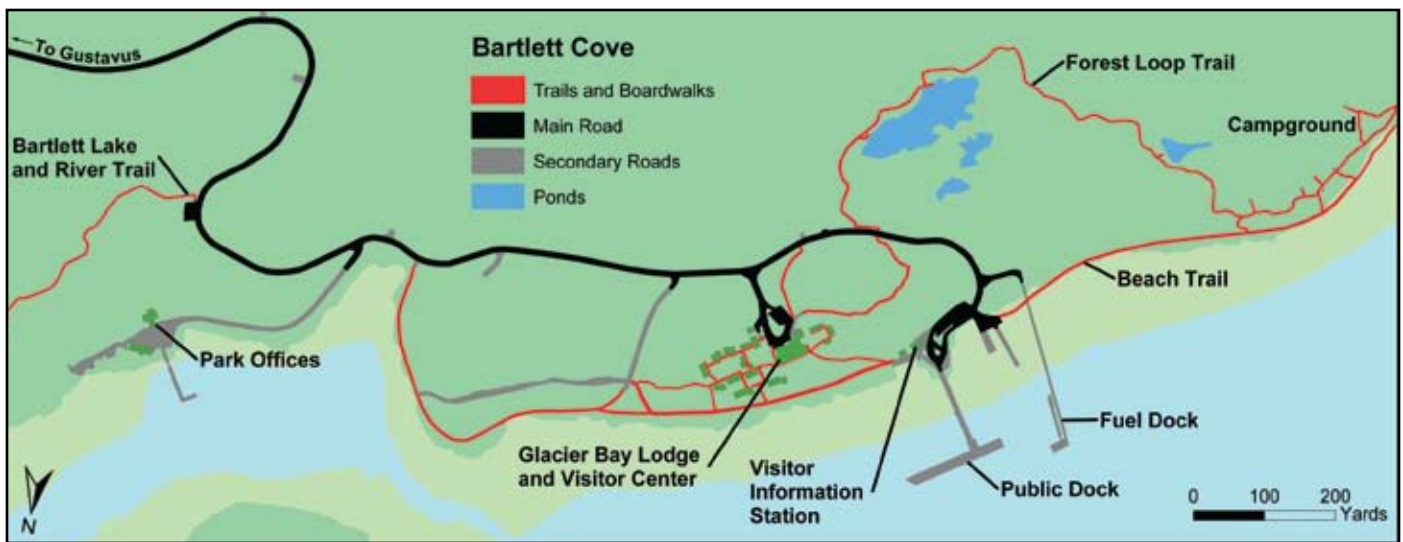 ← To Gustavus
Bartlett Cove
Trails and Boardwalks
Main Road
Secondary Roads
Ponds
Forest Loop Trail
Campground
Bartlett Lake
and River Trail
Beach Trail
Park Offices
Glacier Bay Lodge
and Visitor Center
Visitor
Information
Station
Fuel Dock
Public Dock
N
0 100 200
Yards